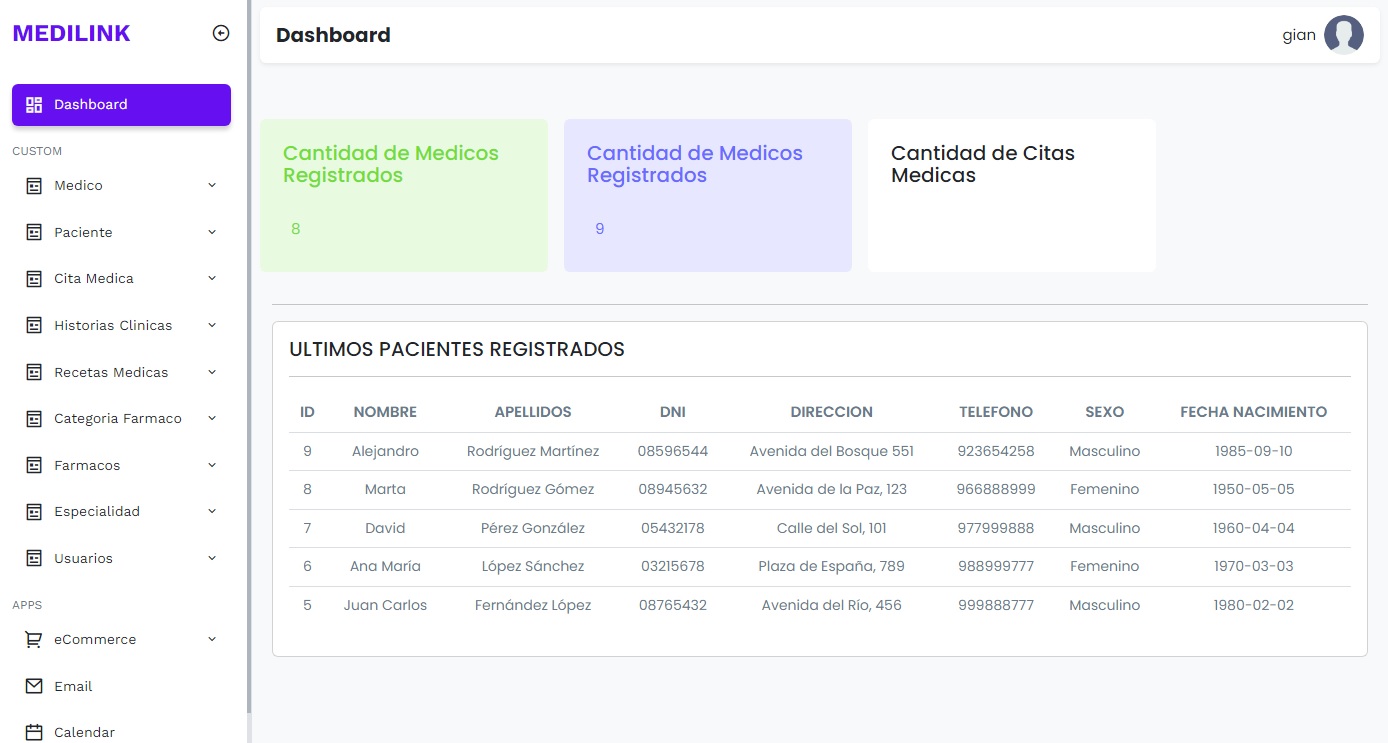 MEDILINK
Dashboard
CUSTOM
Medico
Paciente
Cita Medica
Historias Clinicas
Recetas Medicas
Categoria Farmaco
Farmacos
Especialidad
Usuarios
APPS
eCommerce
Email
Calendar
Dashboard
gian
Cantidad de Medicos
Registrados
8
Cantidad de Medicos
Registrados
9
Cantidad de Citas
Medicas
ULTIMOS PACIENTES REGISTRADOS
ID NOMBRE APELLIDOS DNI DIRECCION TELEFONO SEXO FECHA NACIMIENTO
9 Alejandro Rodríguez Martínez 08596544 Avenida del Bosque 551 923654258 Masculino 1985-09-10
8 Marta Rodríguez Gómez 08945632 Avenida de la Paz, 123 966888999 Femenino 1950-05-05
7 David Pérez González 05432178 Calle del Sol, 101 977999888 Masculino 1960-04-04
6 Ana María López Sánchez 03215678 Plaza de España, 789 988999777 Femenino 1970-03-03
5 Juan Carlos Fernández López 08765432 Avenida del Río, 456 999888777 Masculino 1980-02-02